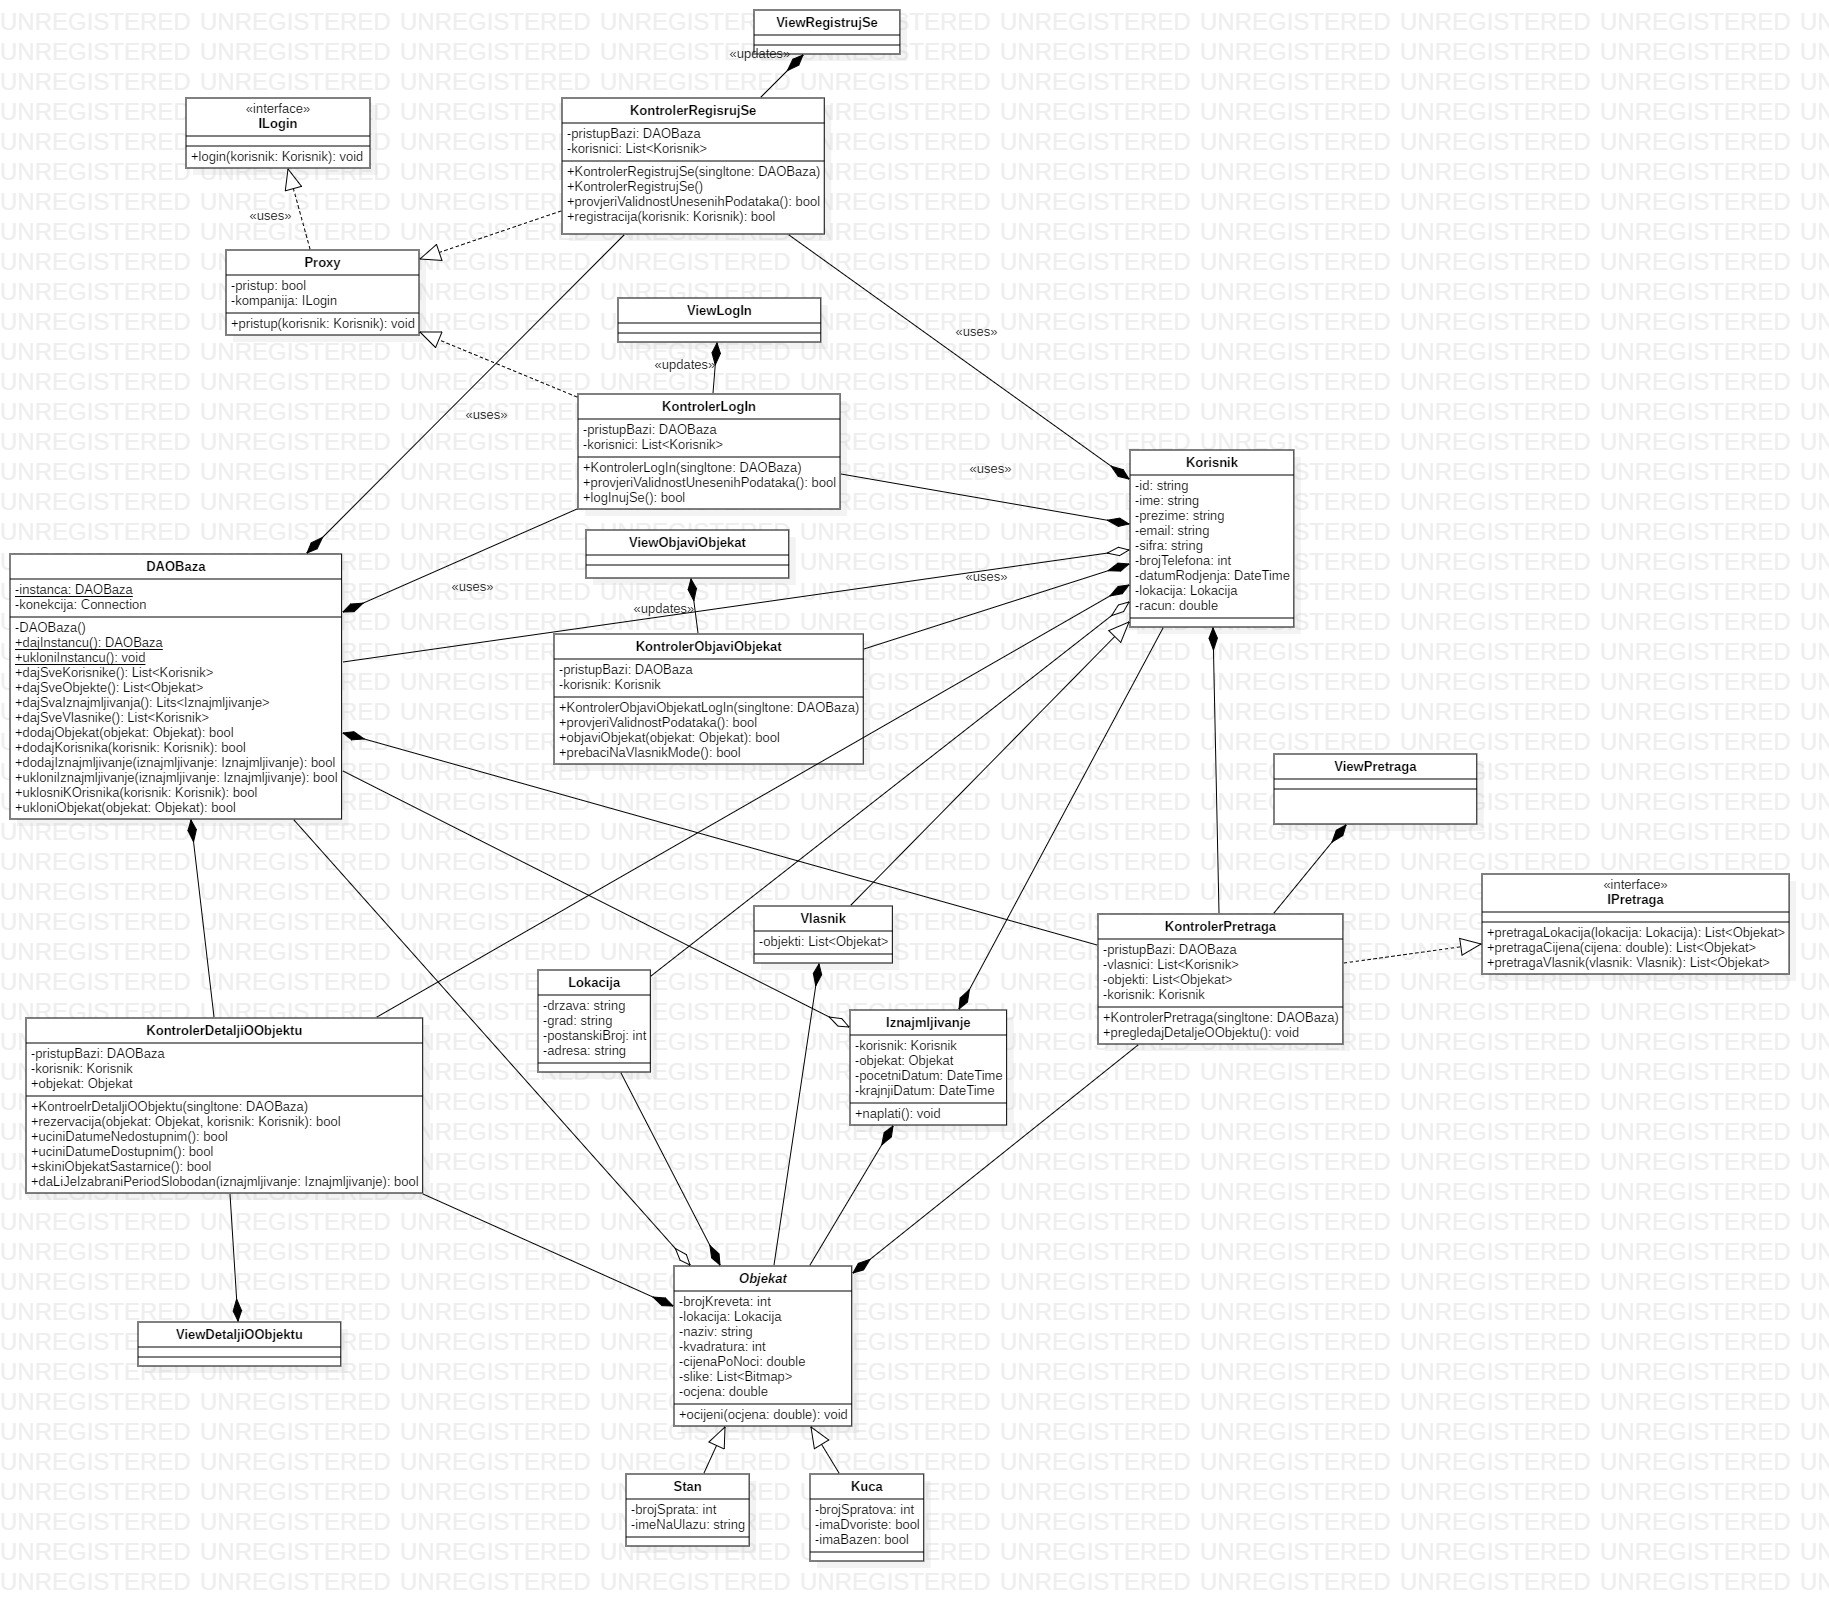 ViewRegistrujSe
«updates»
«interface»
ILogin
+login(korisnik: Korisnik): void
KontrolerRegisrujSe
-pristupBazi: DAOBaza
-korisnici: List<Korisnik>
+KontrolerRegistrujSe(singltone: DAOBaza)
+KontrolerRegistrujSe()
+provjeriValidnostUnesenihPodataka(): bool
+registracija(korisnik: Korisnik): bool
«uses»
Proxy
-pristup: bool
-kompanija: ILogin
+pristup(korisnik: Korisnik): void
ViewLogIn
«uses»
«updates»
«uses»
KontrolerLogIn
-pristupBazi: DAOBaza
-korisnici: List<Korisnik>
+KontrolerLogIn(singltone: DAOBaza)
+provjeriValidnostUnesenihPodataka(): bool
+logInujSe(): bool
«uses»
Korisnik
-id: string
-ime: string
-prezime: string
-email: string
-sifra: string
-brojTelefona: int
-datumRodjenja: DateTime
-lokacija: Lokacija
-racun: double
ViewObjaviObjekat
«uses»
«uses»
«updates»
DAOBaza
-instanca: DAOBaza
-konekcija: Connection
-DAOBaza()
+dajInstancu(): DAOBaza
+ukloniInstancu(): void
+dajSveKorisnike(): List<Korisnik>
+dajSveObjekte(): List<Objekat>
+dajSvaIznajmljivanja(): Lits<Iznajmljivanje>
+dajSveVlasnike(): List<Korisnik>
+dodajObjekat(objekat: Objekat): bool
+dodajKorisnika(korisnik: Korisnik): bool
+dodajIznajmljivanje(iznajmljivanje: Iznajmljivanje): bool
+ukloniIznajmljivanje(iznajmljivanje: Iznajmljivanje): bool
+uklosniKOrisnika(korisnik: Korisnik): bool
+ukloniObjekat(objekat: Objekat): bool
KontrolerObjaviObjekat
-pristupBazi: DAOBaza
-korisnik: Korisnik
+KontrolerObjaviObjekatLogIn(singltone: DAOBaza)
+provjeriValidnostPodataka(): bool
+objaviObjekat(objekat: Objekat): bool
+prebaciNaVlasnikMode(): bool
ViewPretraga
«interface»
IPretraga
+pretragaLokacija(lokacija: Lokacija): List<Objekat>
+pretragaCijena(cijena: double): List<Objekat>
+pretragaVlasnik(vlasnik: Vlasnik): List<Objekat>
Vlasnik
-objekti: List<Objekat>
KontrolerPretraga
-pristupBazi: DAOBaza
-vlasnici: List<Korisnik>
-objekti: List<Objekat>
-korisnik: Korisnik
+KontrolerPretraga(singltone: DAOBaza)
+pregledajDetaljeOObjektu(): void
Lokacija
-drzava: string
-grad: string
-postanskiBroj: int
-adresa: string
Iznajmljivanje
-korisnik: Korisnik
-objekat: Objekat
-pocetniDatum: DateTime
-krajnjiDatum: DateTime
+naplati(): void
KontrolerDetaljiOObjektu
-pristupBazi: DAOBaza
-korisnik: Korisnik
+objekat: Objekat
+KontroelrDetaljiOObjektu(singltone: DAOBaza)
+rezervacija(objekat: Objekat, korisnik: Korisnik): bool
+uciniDatumeNedostupnim(): bool
+uciniDatumeDostupnim(): bool
+skiniObjekatSastarnice(): bool
+daLiJeIzabraniPeriodSlobodan(iznajmljivanje: Iznajmljivanje): bool
ViewDetaljiOObjektu
Objekat
-brojKreveta: int
-lokacija: Lokacija
-naziv: string
-kvadratura: int
-cijenaPoNoci: double
-slike: List<Bitmap>
-ocjena: double
+ocijeni(ocjena: double): void
Stan
-brojSprata: int
-imeNaUlazu: string
Kuca
-brojSpratova: int
-imaDvoriste: bool
-imaBazen: bool